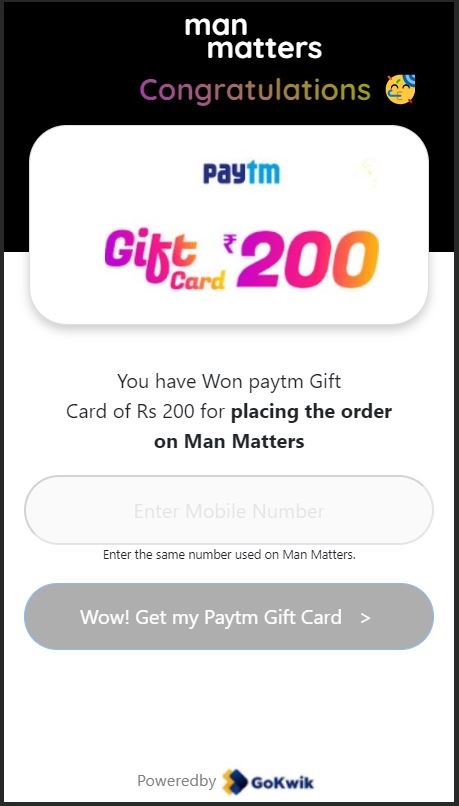 man
matters
Congratulations 🥳
paytm
Gift Card ₹200
You have Won paytm Gift
Card of Rs 200 for placing the order
on Man Matters
Enter Mobile Number
Enter the same number used on Man Matters.
Wow! Get my Paytm Gift Card >
Poweredby GoKwik